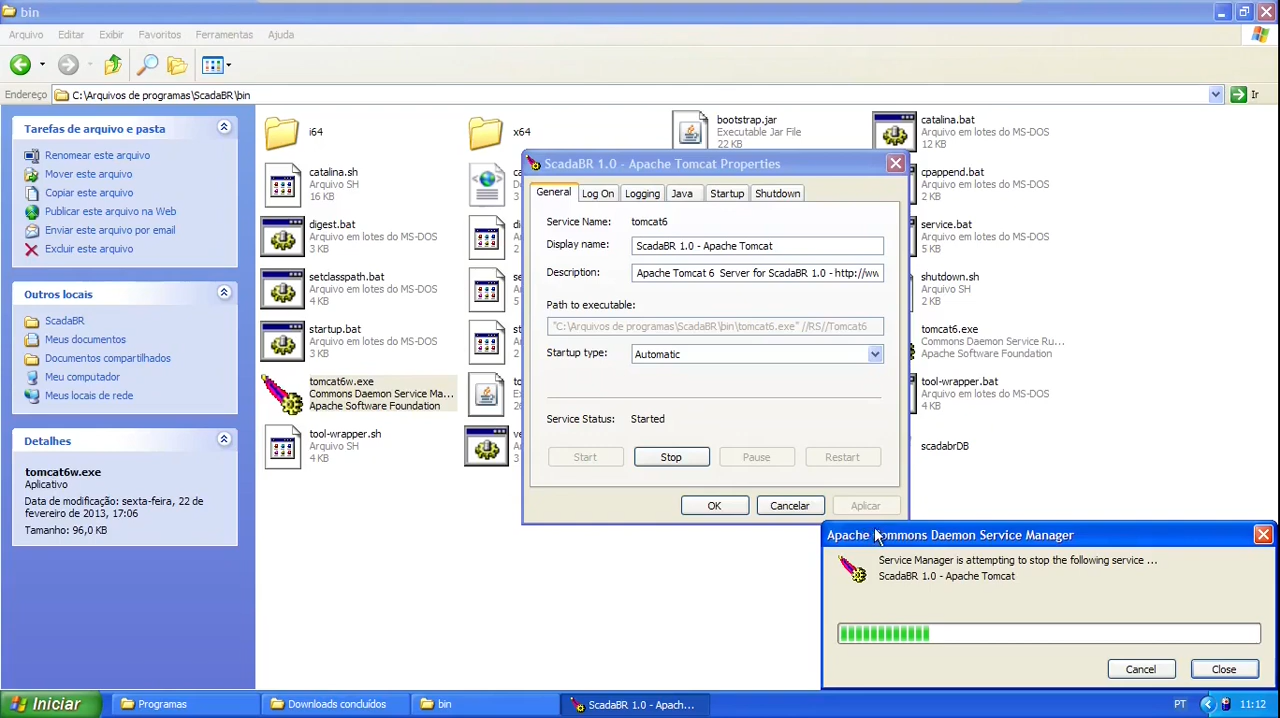 bin
Arquivo Editar Exibir Favoritos Ferramentas Ajuda
Endereço C:\Arquivos de programas\ScadaBR\bin Ir
Tarefas de arquivo e pasta
Renomear este arquivo
Mover este arquivo
Copiar este arquivo
Publicar este arquivo na Web
Enviar este arquivo por email
Excluir este arquivo
Outros locais
ScadaBR
Meus documentos
Documentos compartilhados
Meu computador
Meus locais de rede
Detalhes
tomcat6w.exe
Aplicativo
Data de modificação: sexta-feira, 22 de
fevereiro de 2013, 17:06
Tamanho: 96,0 KB
i64
x64
bootstrap.jar
Executable Jar File
22 KB
catalina.bat
Arquivo em lotes do MS-DOS
12 KB
catalina.sh
Arquivo SH
16 KB
cpappend.bat
Arquivo em lotes do MS-DOS
2 KB
digest.bat
Arquivo em lotes do MS-DOS
3 KB
service.bat
Arquivo em lotes do MS-DOS
9 KB
setclasspath.bat
Arquivo em lotes do MS-DOS
4 KB
shutdown.sh
Arquivo SH
2 KB
startup.bat
Arquivo em lotes do MS-DOS
3 KB
tomcat6.exe
Commons Daemon Service Ru...
Apache Software Foundation
tomcat6w.exe
Commons Daemon Service Ma...
Apache Software Foundation
tool-wrapper.bat
Arquivo em lotes do MS-DOS
4 KB
tool-wrapper.sh
Arquivo SH
4 KB
scadabrDB
ScadaBR 1.0 - Apache Tomcat Properties
General Log On Logging Java Startup Shutdown
Service Name: tomcat6
Display name: ScadaBR 1.0 - Apache Tomcat
Description: Apache Tomcat 6 Server for ScadaBR 1.0 - http://ww
Path to executable:
"C:\Arquivos de programas\ScadaBR\bin\tomcat6.exe" //RS//Tomcat6
Startup type: Automatic
Service Status: Started
Start Stop Pause Restart
OK Cancelar Aplicar
Apache Commons Daemon Service Manager
Service Manager is attempting to stop the following service ...
ScadaBR 1.0 - Apache Tomcat
Cancel Close
Iniciar Programas Downloads concluídos bin ScadaBR 1.0 - Apach... PT 11:12